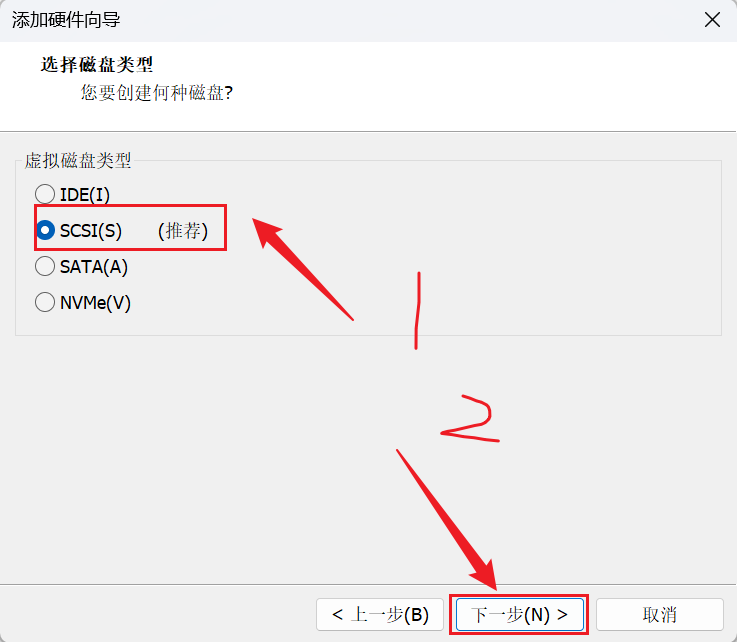 添加硬件向导
选择磁盘类型
您要创建何种磁盘?
虚拟磁盘类型
IDE(I)
SCSI(S) (推荐)
SATA(A)
NVMe(V)
1
2
< 上一步(B) 下一步(N) > 取消